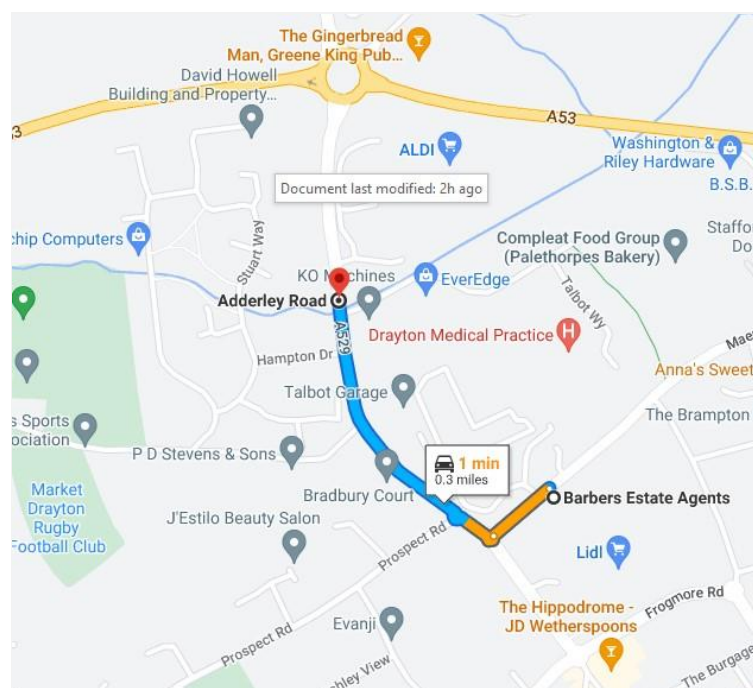 The Gingerbread
Man, Greene King Pub...
David Howell
Building and Property...
A53
ALDI
Washington &
Riley Hardware
B.S.B.
Document last modified: 2h ago
chip Computers
Stuart Way
Compleat Food Group
(Palethorpes Bakery)
KO Machines
EverEdge
Adderley Road
A529
Talbot Wy
Drayton Medical Practice
Hampton Dr
Anna's Sweet
Talbot Garage
The Brampton
s Sports
ociation
P D Stevens & Sons
1 min
0.3 miles
Bradbury Court
Barbers Estate Agents
Market
Drayton
Rugby
Football Club
J'Estilo Beauty Salon
Prospect Rd
Lidl
Frogmore Rd
The Hippodrome -
JD Wetherspoons
Evanji
Prospect Rd
hley View
The Burgage